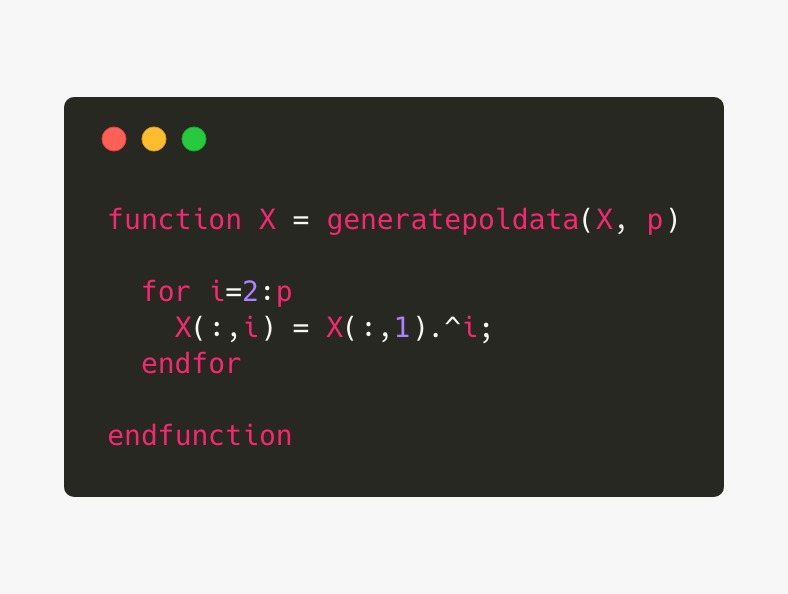 function X = generatepoldata(X, p)
for i=2:p
X(:,i) = X(:,1).^i;
endfor
endfunction